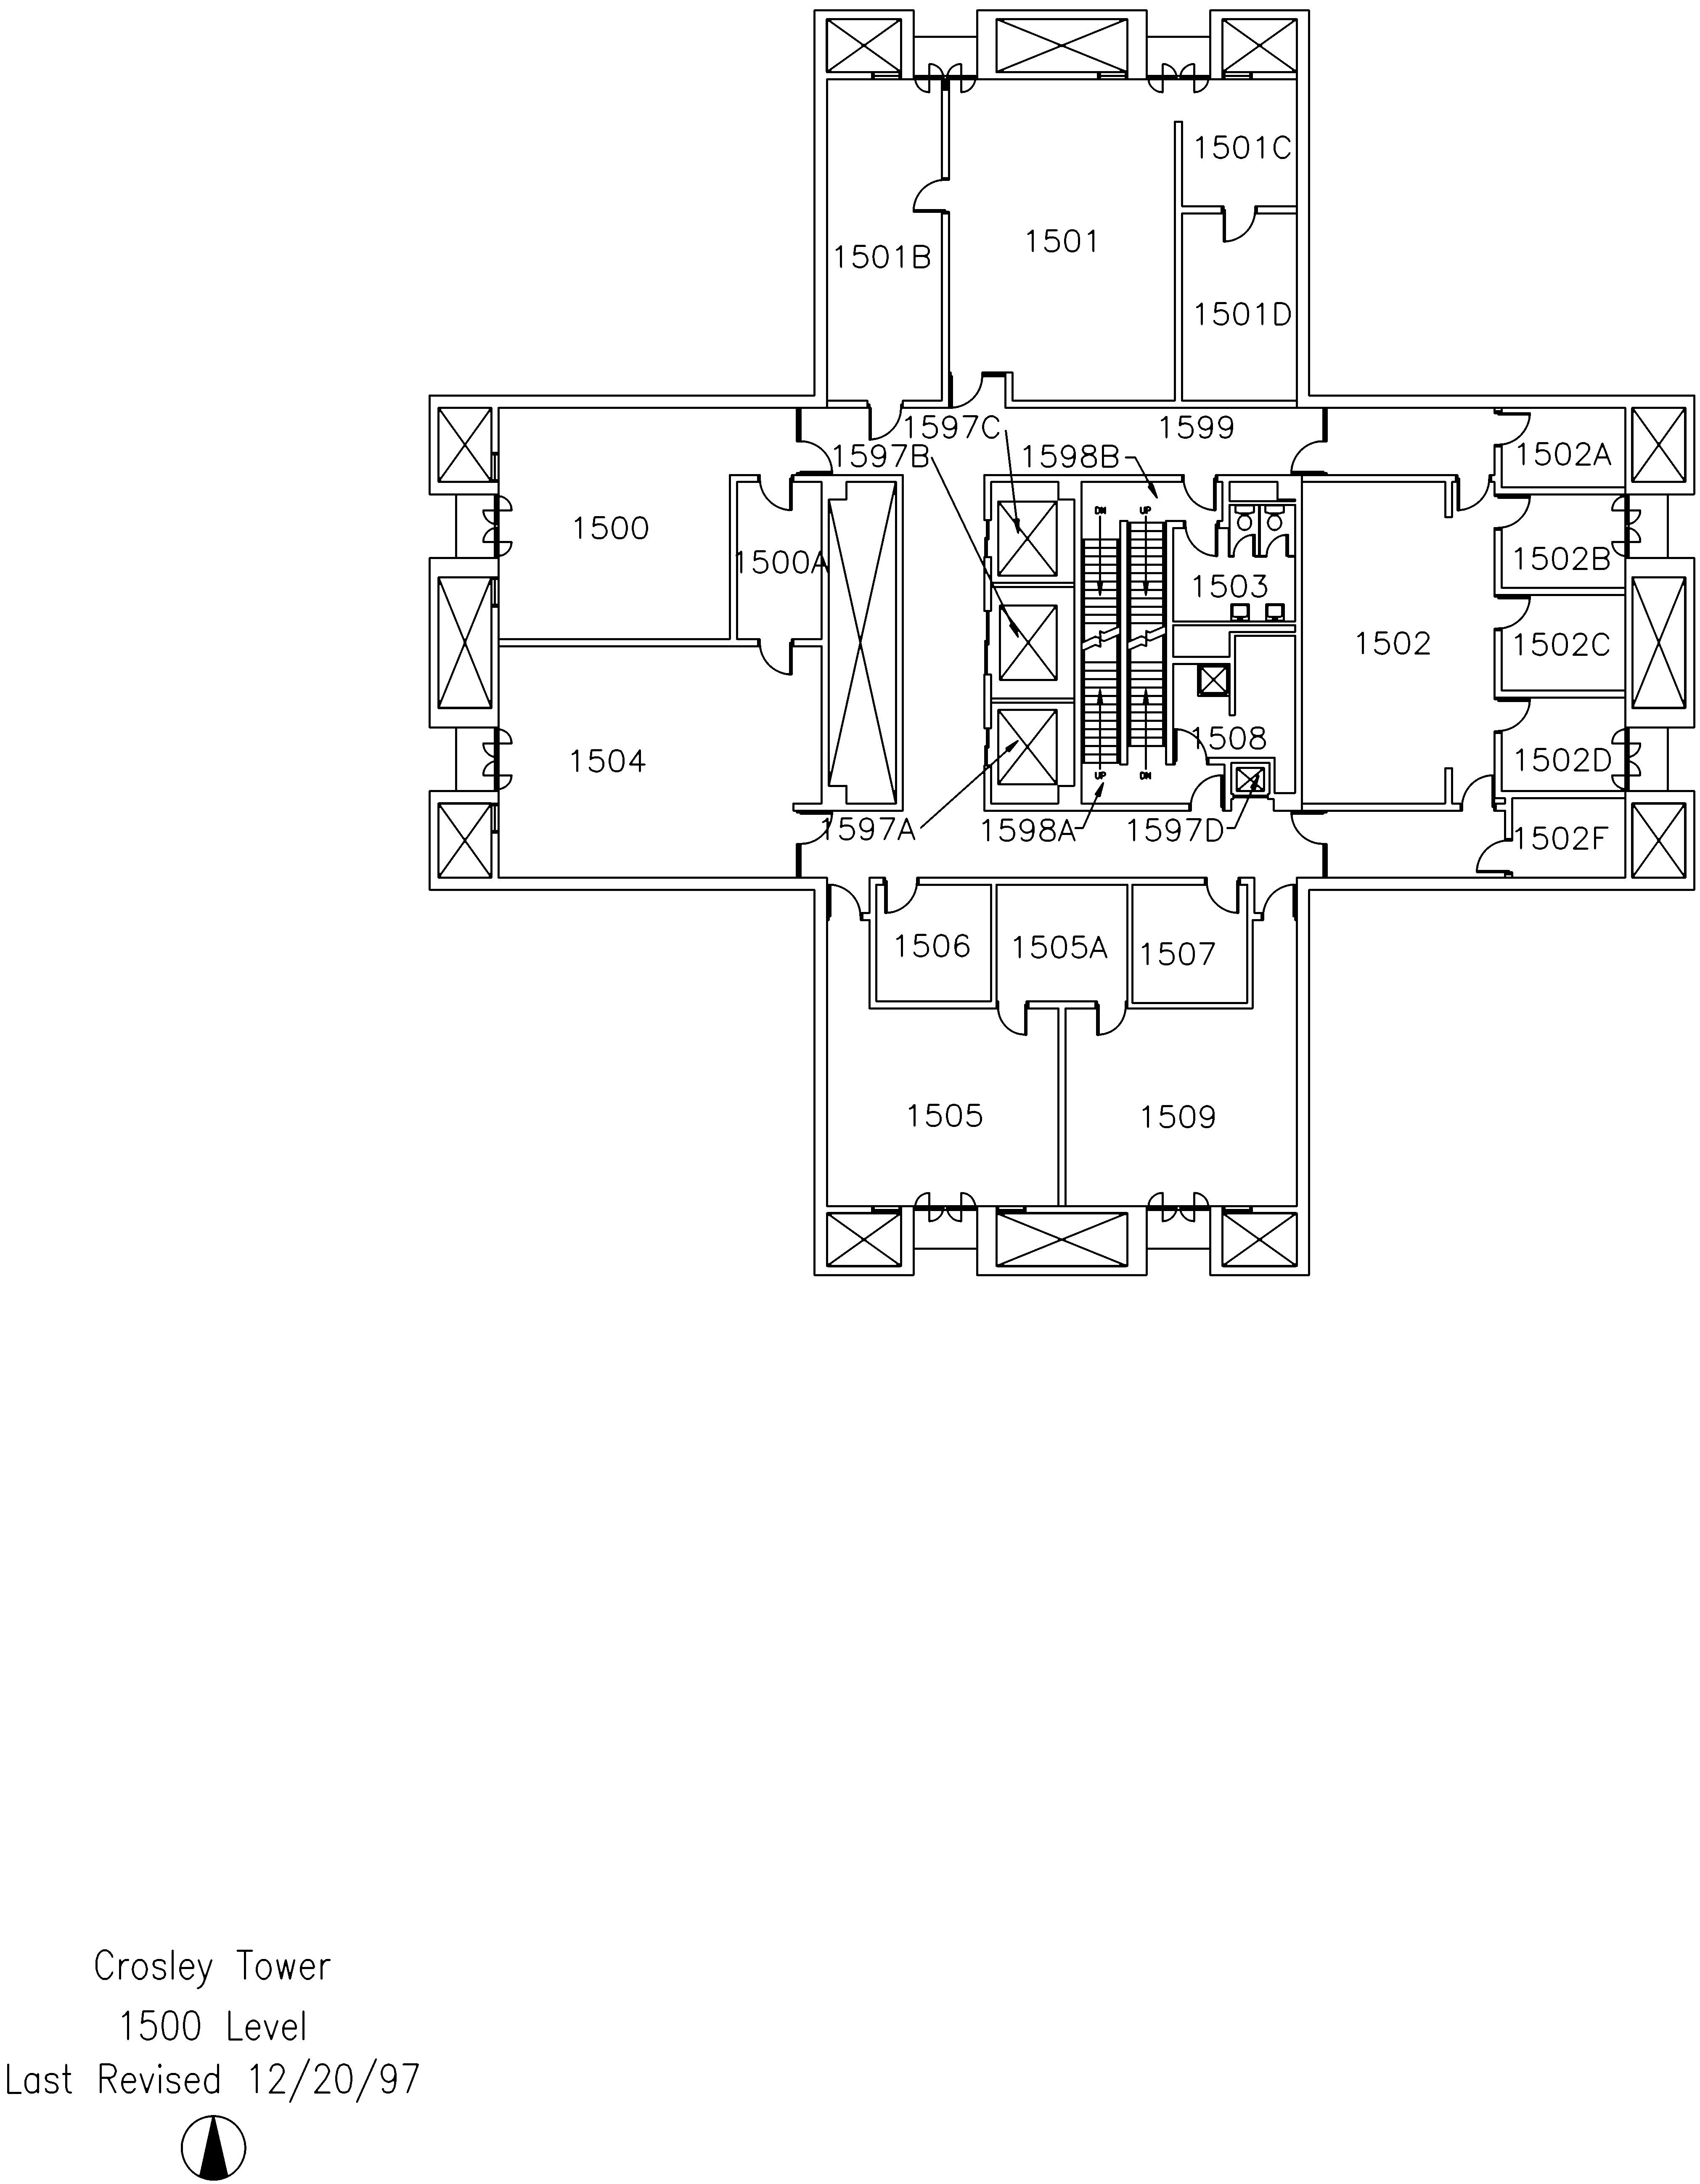 1501C
1501
1501B
1501D
1597C
1599
1597B
1598B
1502A
DN
UP
1500
1500A
1502B
1503
1502
1502C
1508
1504
1502D
UP
DN
1597A
1598A
1597D
1502F
1506
1505A
1507
1505
1509
Crosley Tower
1500 Level
Last Revised 12/20/97